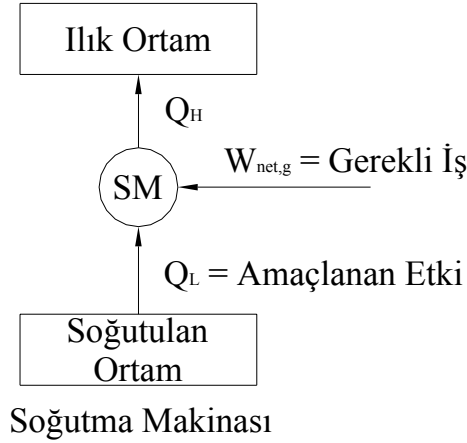 Ilık Ortam
QH
Wnet,g = Gerekli İş
SM
QL = Amaçlanan Etki
Soğutulan
Ortam
Soğutma Makinası